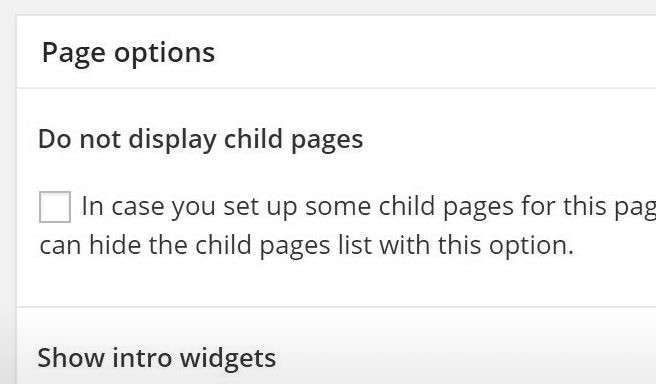 Page options
Do not display child pages
In case you set up some child pages for this
can hide the child pages list with this option.
Show intro widgets